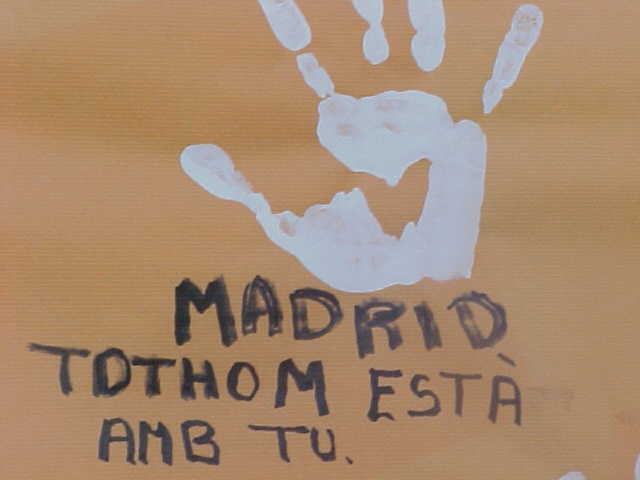 MADRID
TOTHOM ESTÀ
AMB TU.